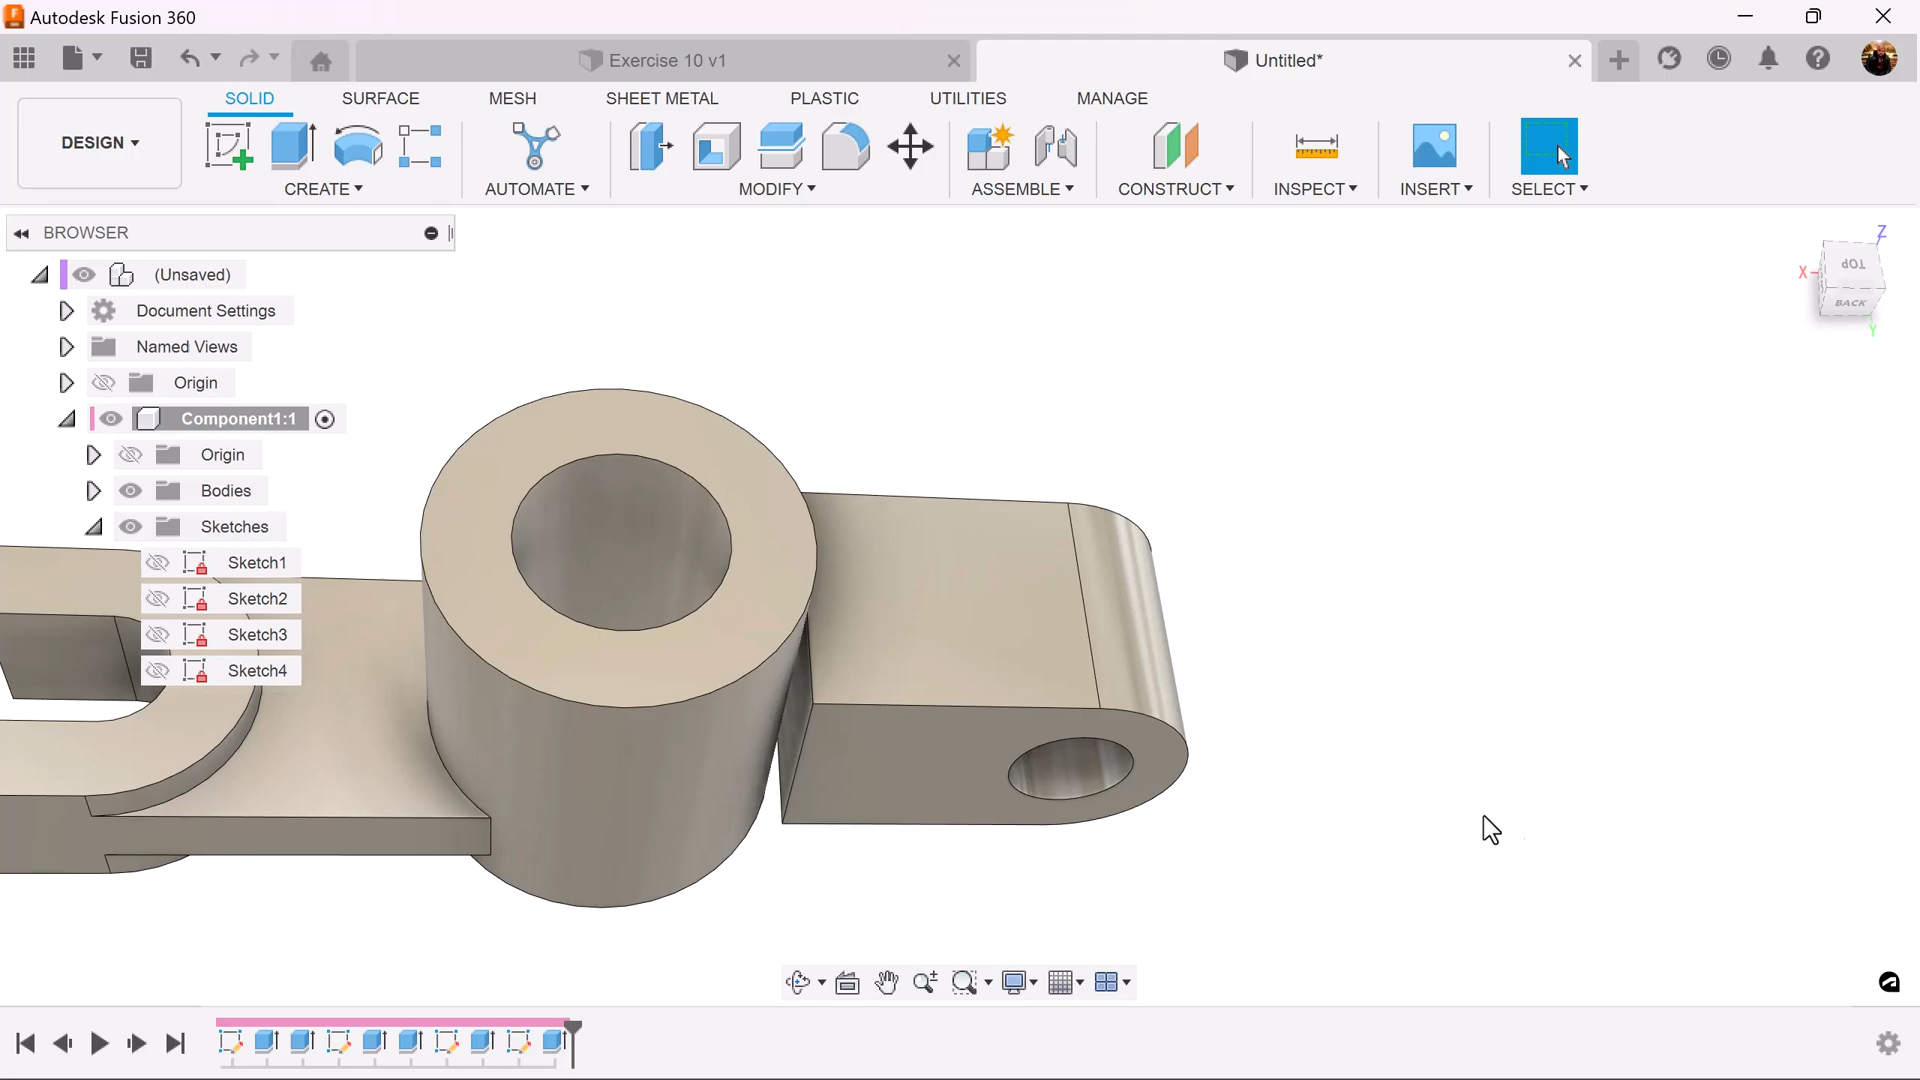 Autodesk Fusion 360
Exercise 10 v1
Untitled*
DESIGN
SOLID
SURFACE
MESH
SHEET METAL
PLASTIC
UTILITIES
MANAGE
CREATE
AUTOMATE
MODIFY
ASSEMBLE
CONSTRUCT
INSPECT
INSERT
SELECT
BROWSER
(Unsaved)
Document Settings
Named Views
Origin
Component1:1
Origin
Bodies
Sketches
Sketch1
Sketch2
Sketch3
Sketch4
Z
X
TOP
BACK
Y